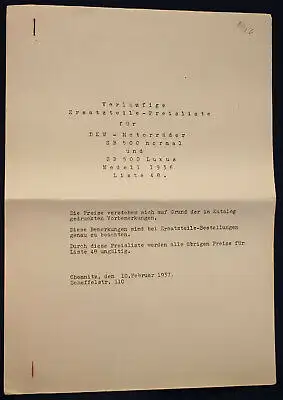 Vorläufige
Ersatzteile-Preisliste
für
DKW - Motorräder
SB 500 normal
und
SB 500 Luxus
Modell 1936
Liste 48.
Die Preise verstehen sich auf Grund der im Katalog
gedruckten Vorbemerkungen.
Diese Bemerkungen sind bei Ersatzteile-Bestellungen
genau zu beachten.
Durch diese Preisliste werden alle übrigen Preise für
Liste 48 ungültig.
Chemnitz, den 10.Februar 1937.
Scheffelstr. 110